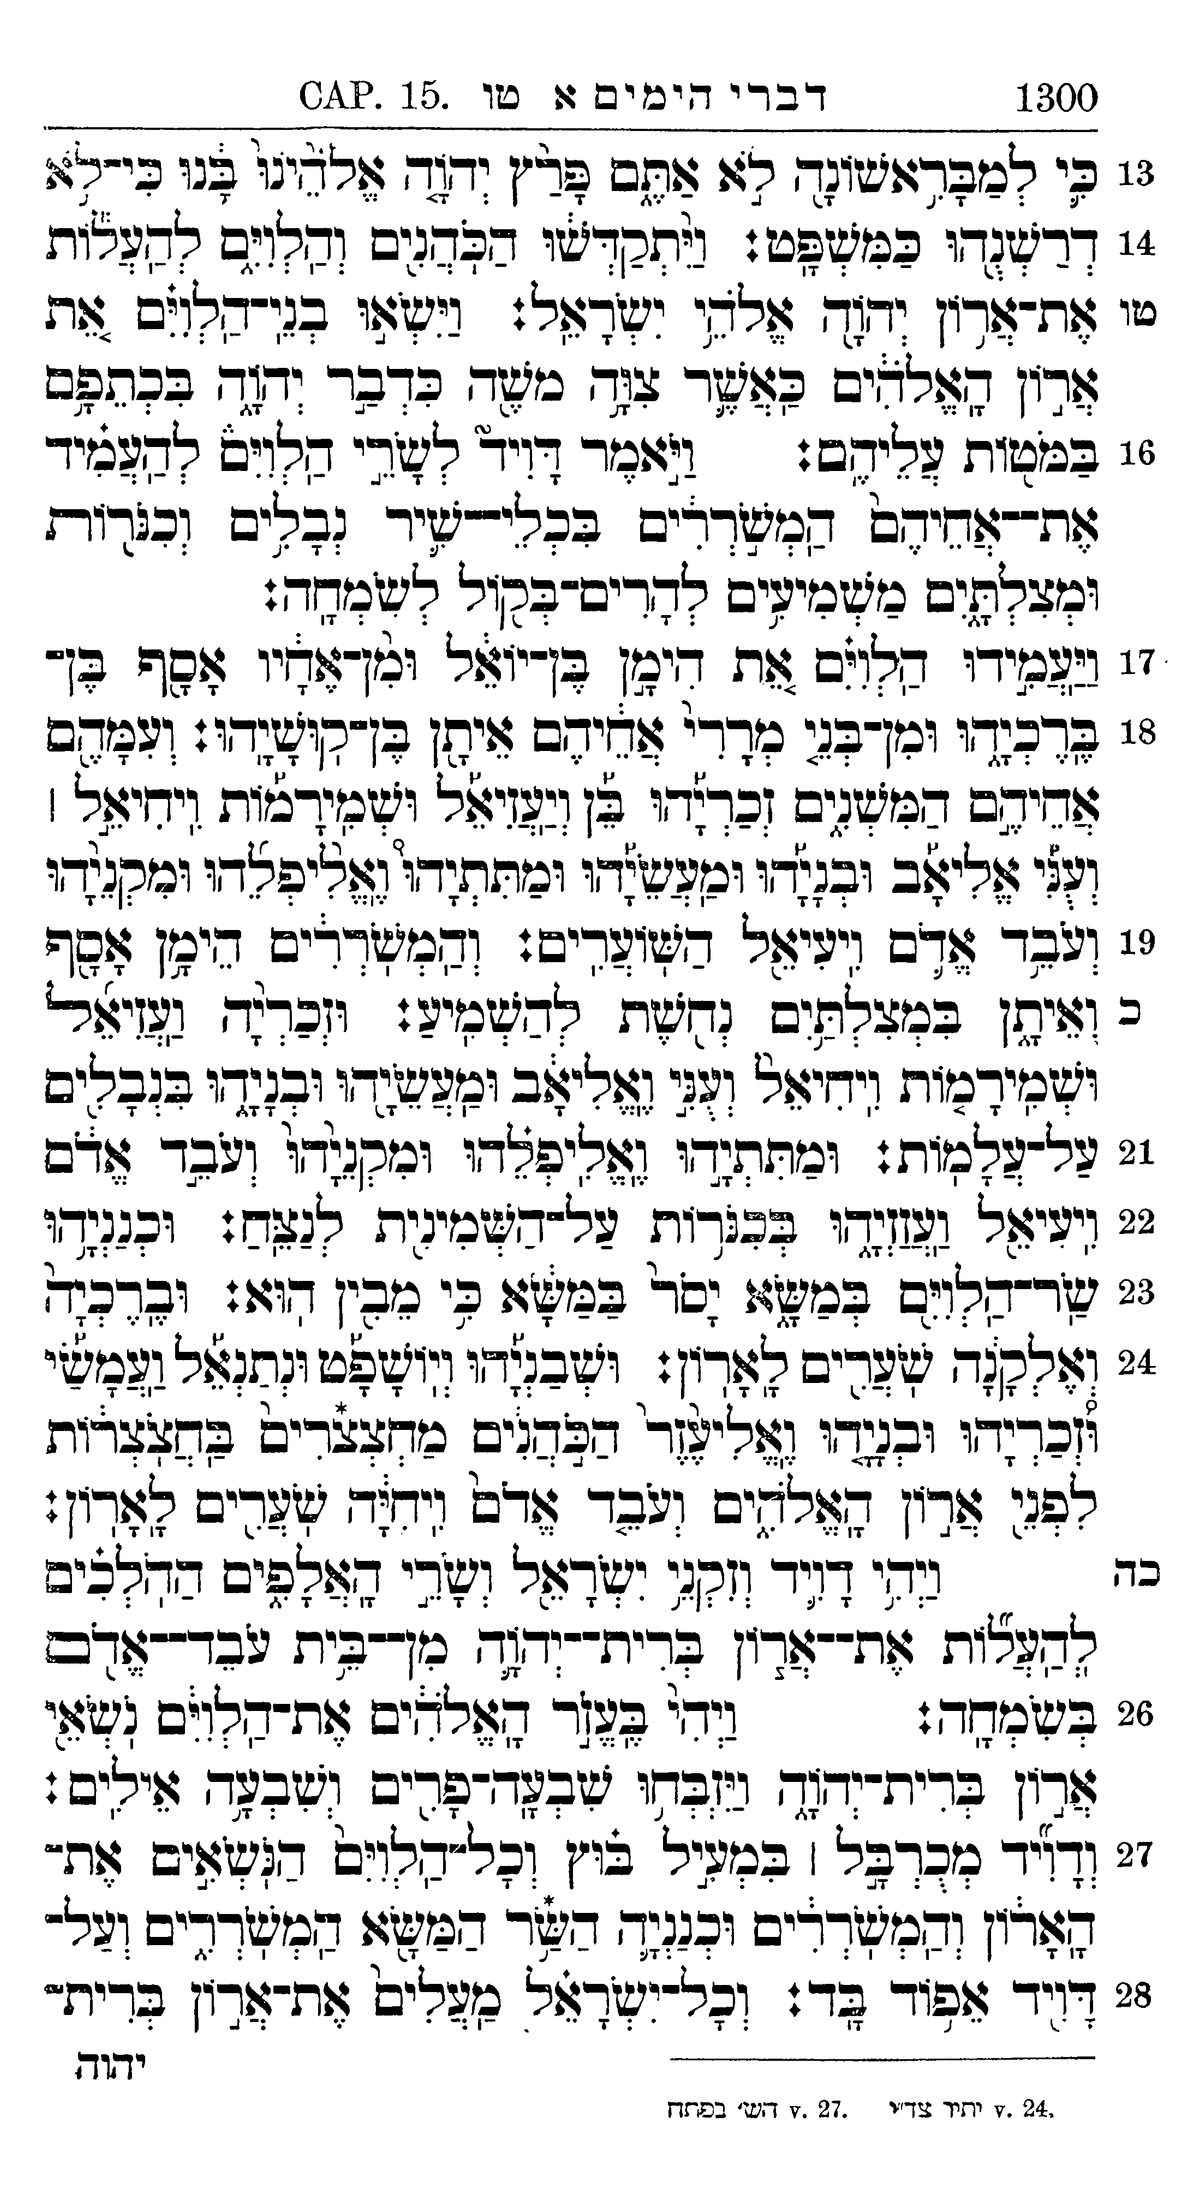 CAP. 15. דברי הימים א טו 1300
13 כִּ֛י לְמַבָּרִ֥אשׁוֹנָ֖ה לֹ֣א אַתֶּ֑ם פָּרַ֨ץ יְהוָ֤ה אֱלֹהֵ֙ינוּ֙ בָּ֔נוּ כִּי־לֹ֥א
14 דְרַשְׁנֻ֖הוּ כַּמִּשְׁפָּֽט׃ וַיִּ֨תְקַדְּשׁ֔וּ הַכֹּהֲנִ֖ים וְהַלְוִיִּ֑ם לְהַעֲל֕וֹת
טו אֶת־אֲר֥וֹן יְהוָ֖ה אֱלֹהֵ֥י יִשְׂרָאֵֽל׃ וַיִּשְׂא֣וּ בְנֵֽי־הַלְוִיִּ֗ם אֵ֚ת
אֲר֣וֹן הָֽאֱלֹהִ֔ים כַּאֲשֶׁ֛ר צִוָּ֥ה מֹשֶׁ֖ה כִּדְבַ֣ר יְהוָ֑ה בִּכְתֵפָ֥ם
16 בַּמֹּט֖וֹת עֲלֵיהֶֽם׃ וַיֹּ֣אמֶר דָּוִיד֮ לְשָׂרֵ֣י הַלְוִיִּם֒ לְהַֽעֲמִ֗יד
אֶת־אֲחֵיהֶם֙ הַמְשֹׁ֣רְרִ֔ים בִּכְלֵי־שִׁ֛יר נְבָלִ֥ים וְכִנֹּר֖וֹת
וּמְצִלְתָּ֑יִם מַשְׁמִיעִ֥ים לְהָרִֽים־בְּק֖וֹל לְשִׂמְחָֽה׃
17 וַיַּעֲמִ֣ידוּ הַלְוִיִּ֗ם אֵ֚ת הֵימָ֣ן בֶּן־יוֹאֵ֔ל וּמִ֨ן־אֶחָ֔יו אָסָ֖ף בֶּן־
18 בֶּֽרֶכְיָ֑הוּ וּמִן־בְּנֵ֤י מְרָרִי֙ אֲחֵ֔יהֶם אֵיתָ֖ן בֶּן־קֽוּשָׁיָֽהוּ׃ וְעִמָּהֶ֖ם
אֲחֵיהֶ֣ם הַמִּשְׁנִ֑ים זְכַרְיָ֡הוּ בֵּ֡ן וְיַֽעֲזִיאֵ֡ל וּשְׁמִֽירָמ֡וֹת וִיחִיאֵ֣ל ׀
וְעֻנִּ֡י אֱלִיאָ֡ב וּבְנָיָ֡הוּ וּמַֽעֲשֵׂיָ֡הוּ וּמַתִּתְיָהוּ֩ וֶאֱלִ֨יפְלֵ֜הוּ וּמִקְנֵיָ֨הוּ
19 וְעֹבֵ֥ד אֱדֹ֛ם וִיעִיאֵ֖ל הַשֹּׁוֹעֲרִֽים׃ וְהַֽמְשֹׁ֣רְרִ֔ים הֵימָ֥ן אָסָ֖ף
כ וְאֵיתָ֑ן בִּמְצִלְתַּ֥יִם נְחֹ֖שֶׁת לְהַשְׁמִֽיעַ׃ וּזְכַרְיָ֨ה וַעֲזִיאֵ֜ל
וּשְׁמִֽירָמ֤וֹת וִֽיחִיאֵל֙ וְעֻנִּ֣י וֶֽאֱלִיאָ֔ב וּמַעֲשֵׂיָ֖הוּ וּבְנָיָ֑הוּ בִּנְבָלִ֖ים
21 עַל־עֲלָמֽוֹת׃ וּמַתִּתְיָ֣הוּ וֶאֱלִֽיפְלֵ֗הוּ וּמִקְנֵיָ֙הוּ֙ וְעֹבֵ֣ד אֱדֹ֔ם
22 וִֽיעִיאֵ֖ל וַעֲזַזְיָ֑הוּ בְּכִנֹּר֥וֹת עַל־הַשְּׁמִינִ֖ית לְנַצֵּֽחַ׃ וּכְנַנְיָ֥הוּ
23 שַֽׂר־הַלְוִיִּ֖ם בְּמַשָּׂ֑א יָסֹר֙ בַּמַּשָּׂ֔א כִּ֥י מֵבִ֖ין הֽוּא׃ וּבֶֽרֶכְיָה֙
24 וְאֶלְקָנָ֔ה שֹׁעֲרִ֖ים לָֽאָרֽוֹן׃ וּשְׁבַנְיָ֡הוּ וְיֽוֹשָׁפָ֡ט וּנְתַנְאֵ֡ל וַעֲמָשַׂ֡י
וּ֠זְכַרְיָהוּ וּבְנָיָ֤הוּ וֶֽאֱלִיעֶ֙זֶר֙ הַכֹּ֣הֲנִ֔ים מַחְצְצֹ֯רִים֙ בַּחֲצֹ֣צְר֔וֹת
לִפְנֵ֖י אֲר֣וֹן הָאֱלֹהִ֑ים וְעֹבֵ֤ד אֱדֹם֙ וִֽיחִיָּ֔ה שֹׁעֲרִ֖ים לָאָרֽוֹן׃
כה וַיְהִ֥י דָוִ֛יד וְזִקְנֵ֥י יִשְׂרָאֵ֖ל וְשָׂרֵ֣י הָאֲלָפִ֑ים הַהֹֽלְכִ֗ים
לְֽהַעֲל֞וֹת אֶת־אֲר֧וֹן בְּרִית־יְהוָ֛ה מִן־בֵּ֥ית עֹבֵֽד־אֱדֹ֖ם
26 בְּשִׂמְחָֽה׃ וַֽיְהִי֙ בֶּעְזֹ֣ר הָֽאֱלֹהִ֔ים אֶת־הַ֨לְוִיִּ֔ם נֹשְׂאֵ֖י
אֲר֣וֹן בְּרִית־יְהוָ֑ה וַיִּזְבְּח֥וּ שִׁבְעָֽה־פָרִ֖ים וְשִׁבְעָ֥ה אֵילִֽים׃
27 וְדָוִ֞יד מְכֻרְבָּ֣ל ׀ בִּמְעִ֣יל בּ֗וּץ וְכָל־הַלְוִיִּם֙ הַנֹּשְׂאִ֣ים אֶת־
הָאָר֔וֹן וְהַמְשֹׁ֣רְרִ֔ים וּכְנַנְיָ֛ה הַשַּׂ֥ר* הַמַּשָּׂ֖א הַמְשֹֽׁרְרִ֑ים וְעַל־
28 דָּוִ֖יד אֵפ֥וֹד בָּֽד׃ וְכָל־יִשְׂרָאֵ֗ל מַעֲלִים֙ אֶת־אֲר֣וֹן בְּרִית־
יהוה
v. 24. יתיר צד״י v. 27. הש׳ בפתח